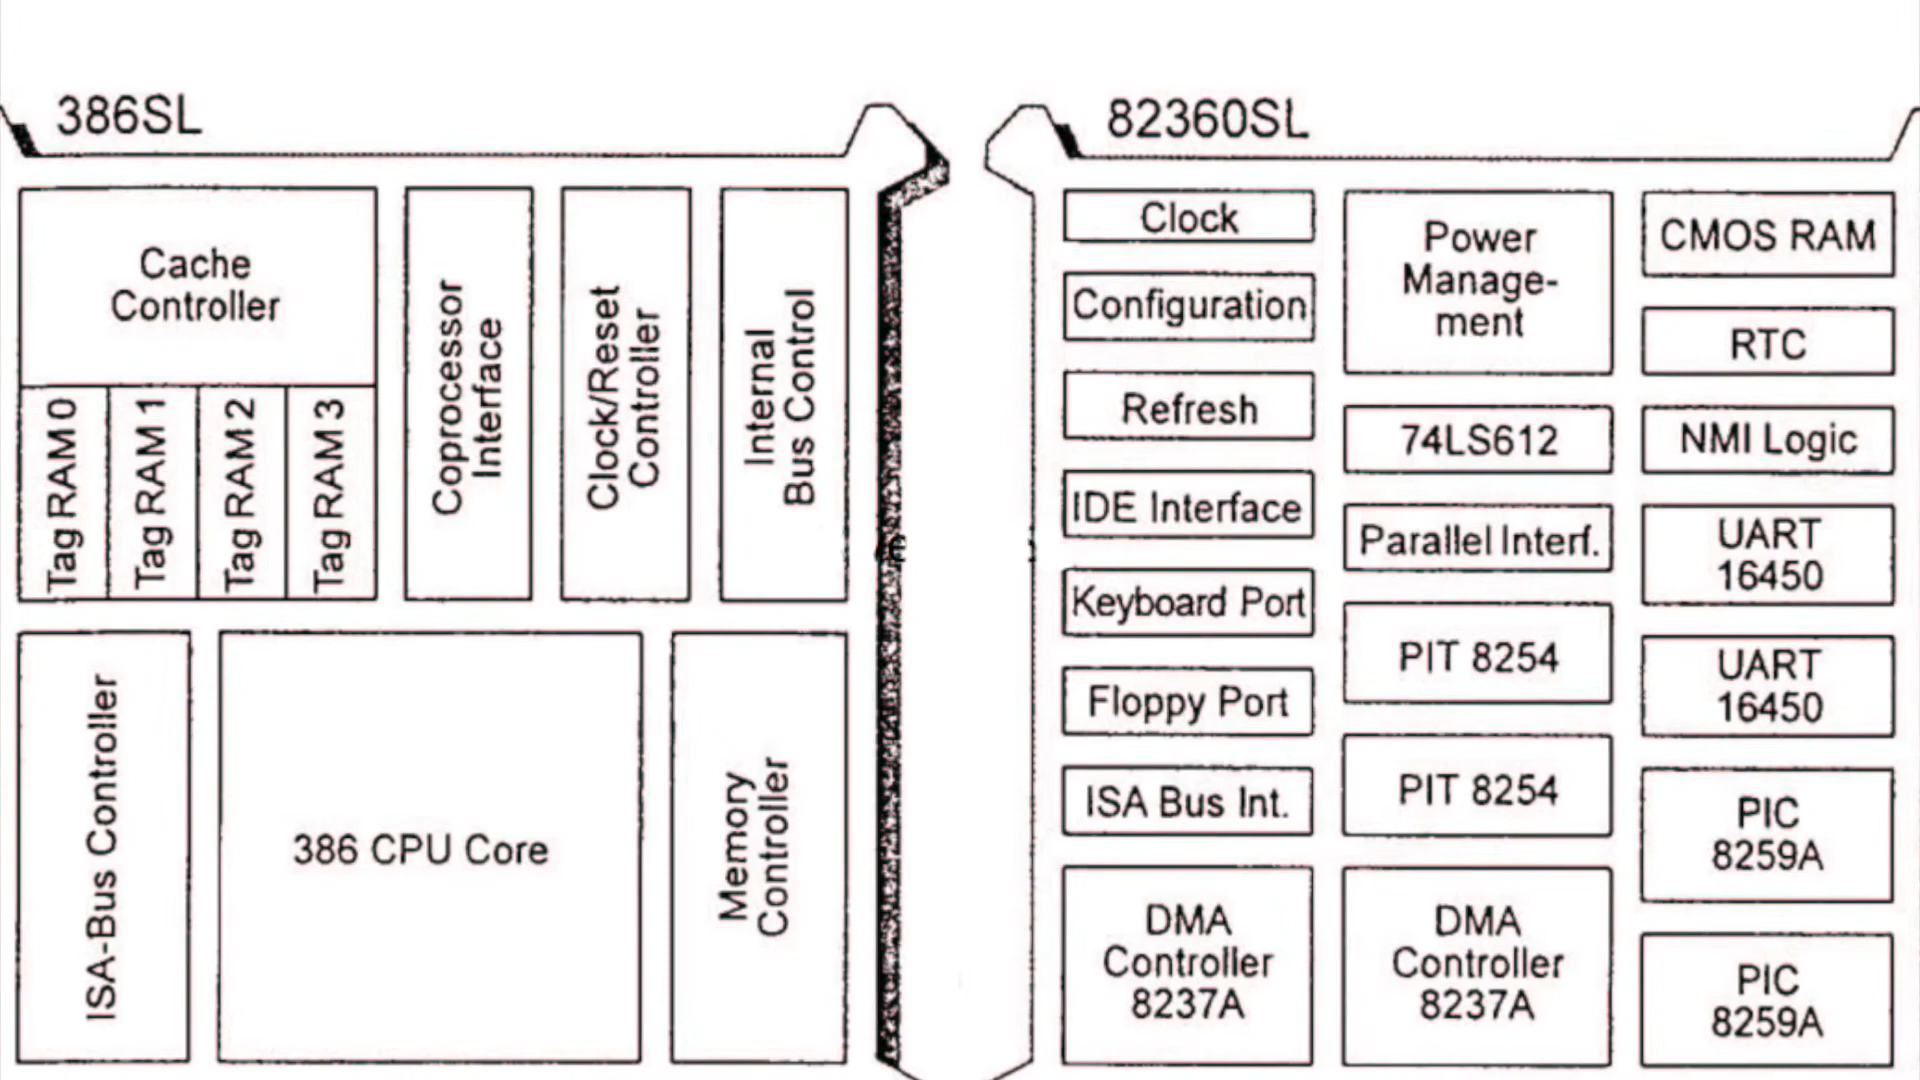 386SL
Cache
Controller
Tag RAM 0
Tag RAM 1
Tag RAM 2
Tag RAM 3
Coprocessor
Interface
Clock/Reset
Controller
Internal
Bus Control
ISA-Bus Controller
386 CPU Core
Memory
Controller
82360SL
Clock
Configuration
Refresh
IDE Interface
Keyboard Port
Floppy Port
ISA Bus Int.
DMA
Controller
8237A
Power
Manage-
ment
74LS612
Parallel Interf.
PIT 8254
PIT 8254
DMA
Controller
8237A
CMOS RAM
RTC
NMI Logic
UART
16450
UART
16450
PIC
8259A
PIC
8259A